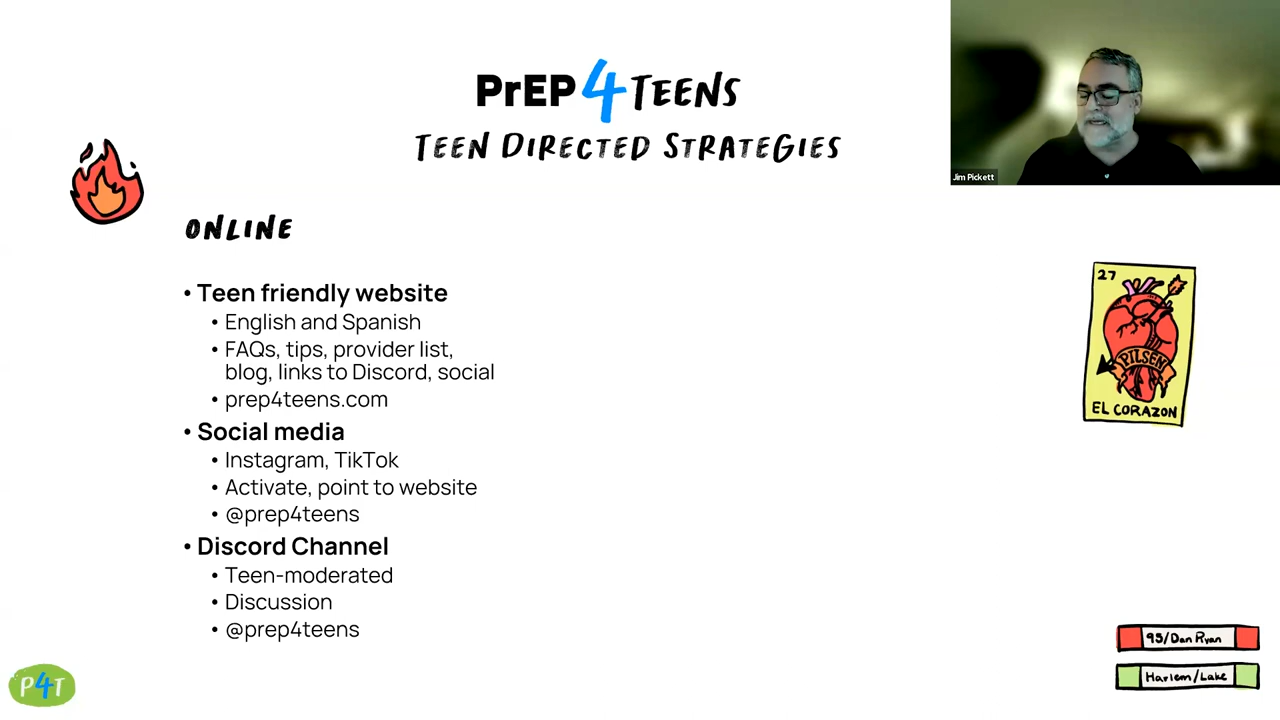 PrEP4TEENS
TEEN DIRECTED STRATEGIES
Jim Pickett
ONLINE
• Teen friendly website
• English and Spanish
• FAQs, tips, provider list,
blog, links to Discord, social
• prep4teens.com
• Social media
• Instagram, TikTok
• Activate, point to website
• @prep4teens
• Discord Channel
• Teen-moderated
• Discussion
• @prep4teens
27
PILSEN
EL CORAZON
95/Dan Ryan
Harlem/Lake
P4T